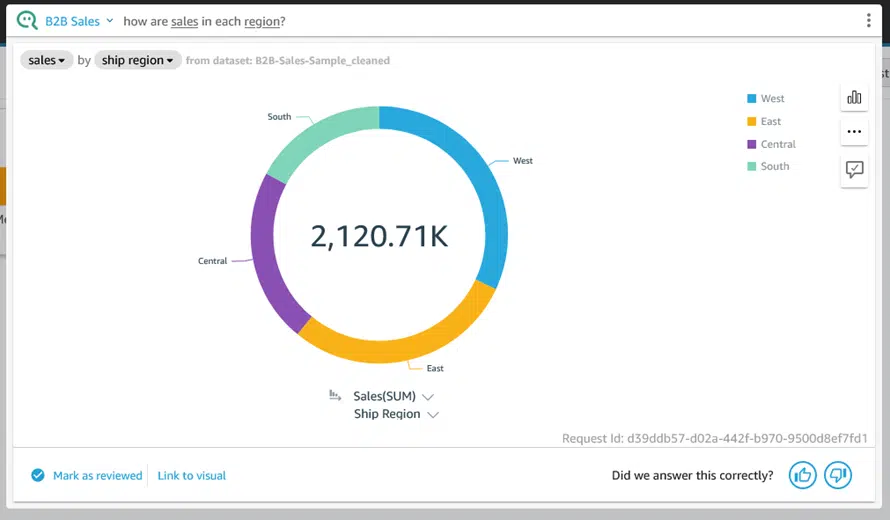 B2B Sales how are sales in each region?
sales by ship region from dataset: B2B-Sales-Sample_cleaned
South
West
Central
East
2,120.71K
West
East
Central
South
Sales(SUM)
Ship Region
Request Id: d39ddb57-d02a-442f-b970-9500d8ef7fd1
Mark as reviewed Link to visual Did we answer this correctly?